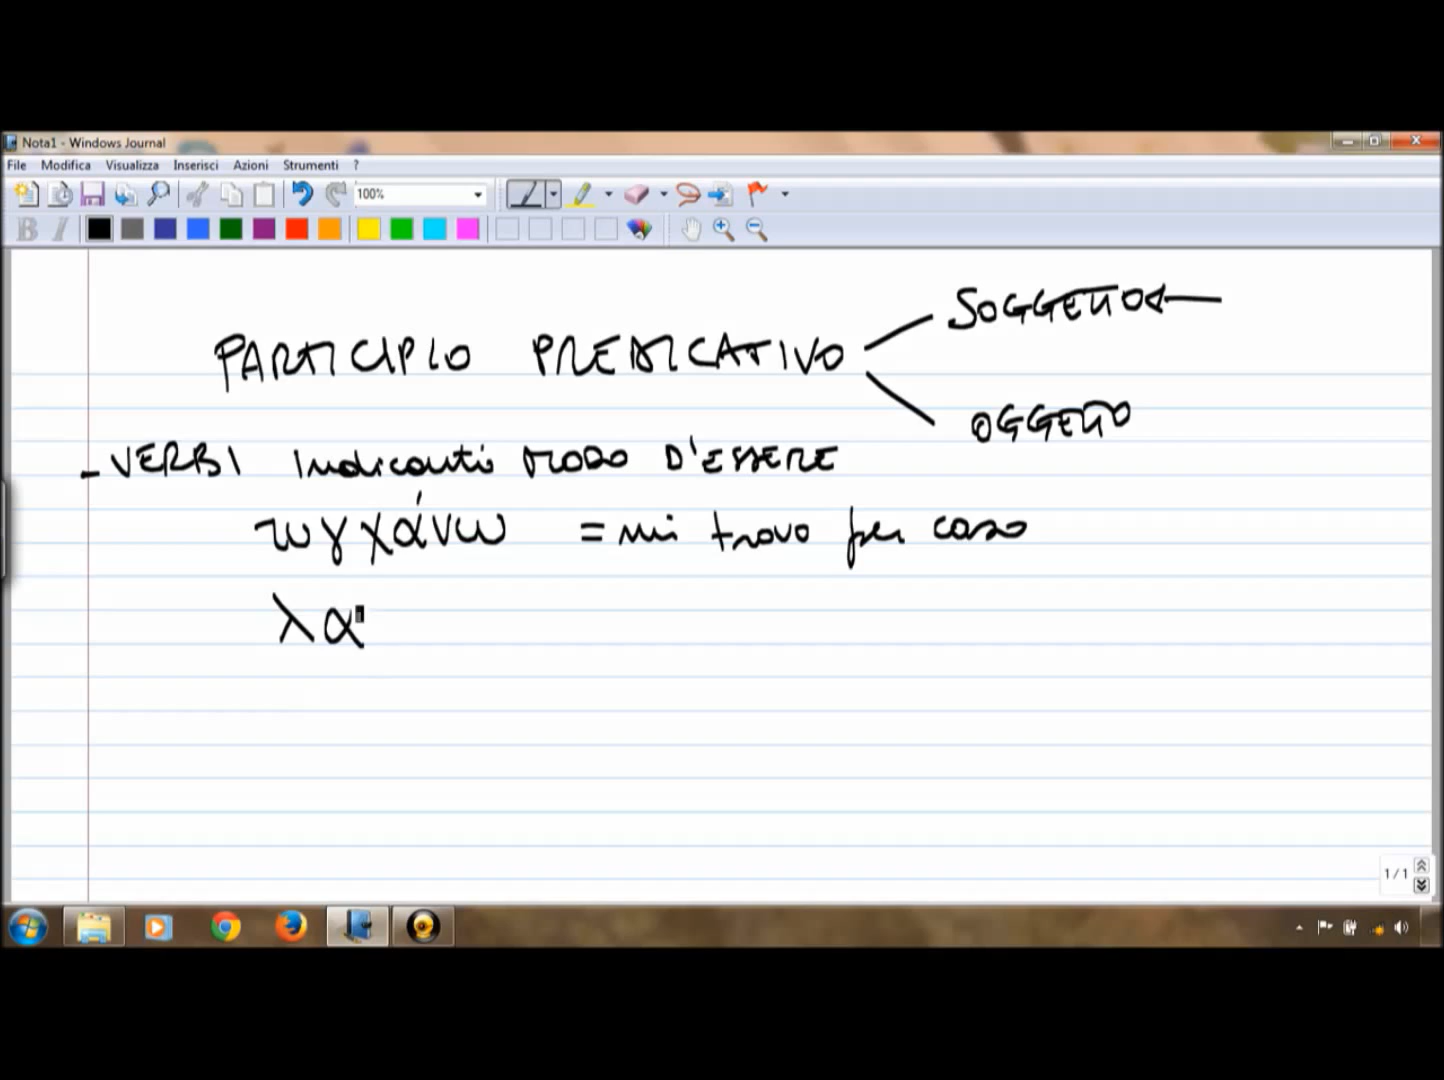 Nota1 - Windows Journal
File Modifica Visualizza Inserisci Azioni Strumenti ?
100%
B I
SOGGETTO
PARTICIPIO PREDICATIVO
OGGETTO
- VERBI Indicanti MODO D'ESSERE
τυγχάνω = mi trovo per caso
λα
1 / 1